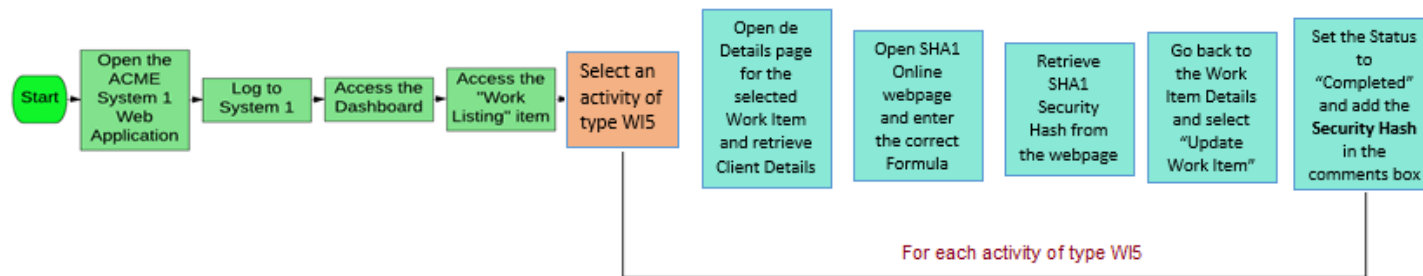 Start
Open the
ACME
System 1
Web
Application
Log to
System 1
Access the
Dashboard
Access the
"Work
Listing" item
Select an
activity of
type WI5
Open de
Details page
for the
selected
Work Item
and retrieve
Client Details
Open SHA1
Online
webpage
and enter
the correct
Formula
Retrieve
SHA1
Security
Hash from
the webpage
Go back to
the Work
Item Details
and select
“Update
Work Item”
Set the Status
to
“Completed”
and add the
Security Hash
in the
comments box
For each activity of type WI5